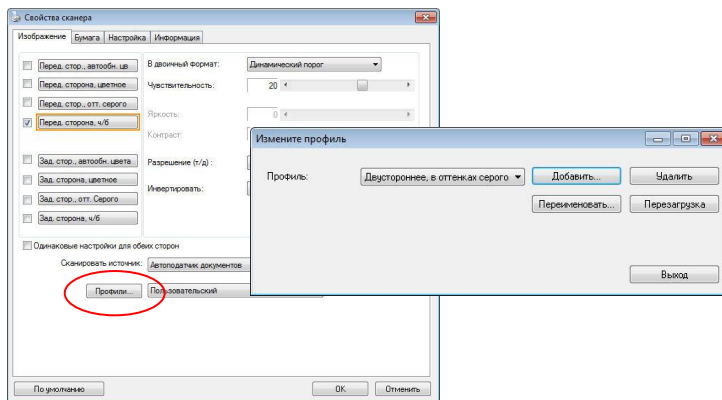 Свойства сканера
Изображение Бумага Настройка Информация
Перед. стор., автообн. цв
Перед. сторона, цветное
Перед. стор., отт. серого
Перед. сторона, ч/б
Зад. стор., автообн. цвета
Зад. сторона, цветное
Зад. стор., отт. Серого
Зад. сторона, ч/б
В двоичный формат: Динамический порог
Чувствительность: 20
Яркость: 0
Контраст:
Разрешение (т/д) :
Инвертировать:
Одинаковые настройки для обеих сторон
Сканировать источник: Автоподатчик документов
Профили... Пользовательский
По умолчанию OK Отменить
Измените профиль
Профиль: Двустороннее, в оттенках серого Добавить... Удалить
Переименовать... Перезагрузка
Выход